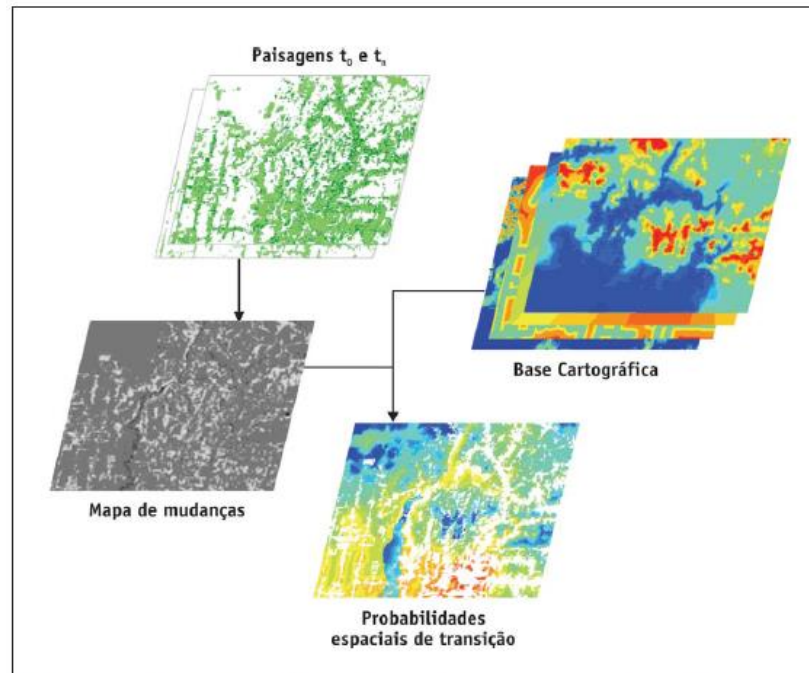 Paisagens t₀ e tₙ
Base Cartográfica
Mapa de mudanças
Probabilidades
espaciais de transição